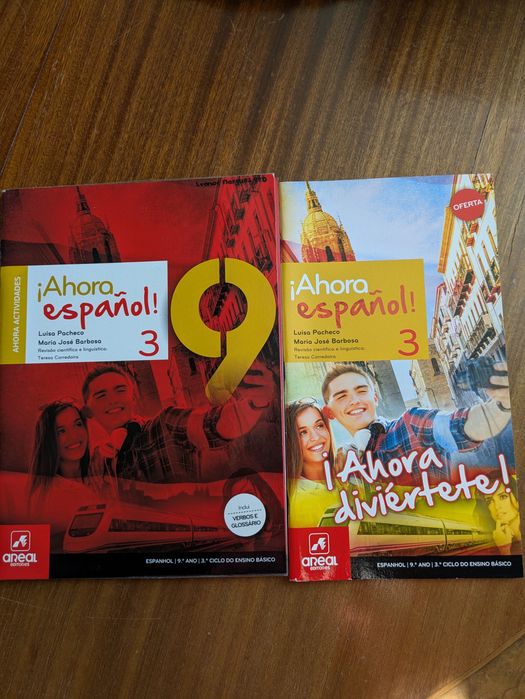 AHORA ACTIVIDADES
¡Ahora
español!
Luísa Pacheco
Maria José Barbosa
Revisão científica e linguística:
Teresa Corredoira
3
9
Inclui
VERBOS E
GLOSSÁRIO
AREAL
EDITORES
ESPANHOL | 9.º ANO | 3.º CICLO DO ENSINO BÁSICO
OFERTA
¡Ahora
español!
Luísa Pacheco
Maria José Barbosa
Revisão científica e linguística:
Teresa Corredoira
3
¡Ahora
diviértete!
AREAL
EDITORES
ESPANHOL | 9.º ANO | 3.º CICLO DO ENSINO BÁSICO